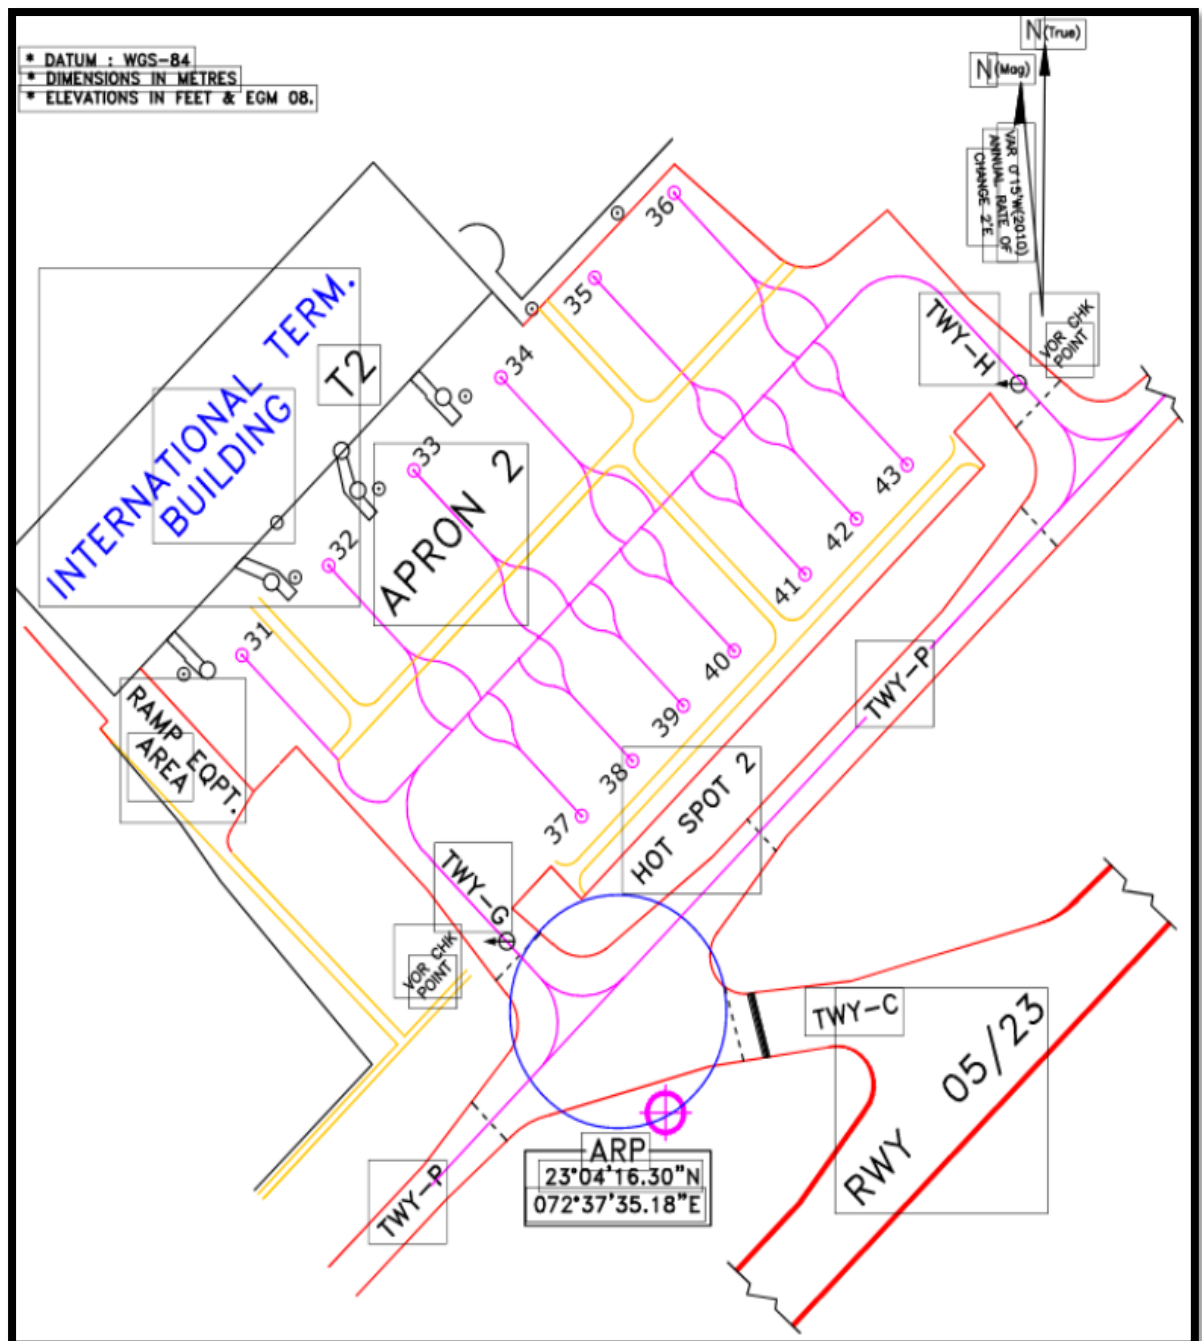 * DATUM : WGS-84
* DIMENSIONS IN METRES
* ELEVATIONS IN FEET & EGM 08.
N(True)
N(Mag)
VAR 0°15'W(2010)
ANNUAL RATE OF
CHANGE 2'E
36
35
34
33
32
31
INTERNATIONAL TERM.
BUILDING
T2
APRON 2
TWY-H
VOR CHK
POINT
43
42
41
40
39
38
37
RAMP EQPT.
AREA
TWY-P
HOT SPOT 2
TWY-G
VOR CHK
POINT
TWY-C
RWY 05/23
TWY-P
ARP
23°04'16.30"N
072°37'35.18"E